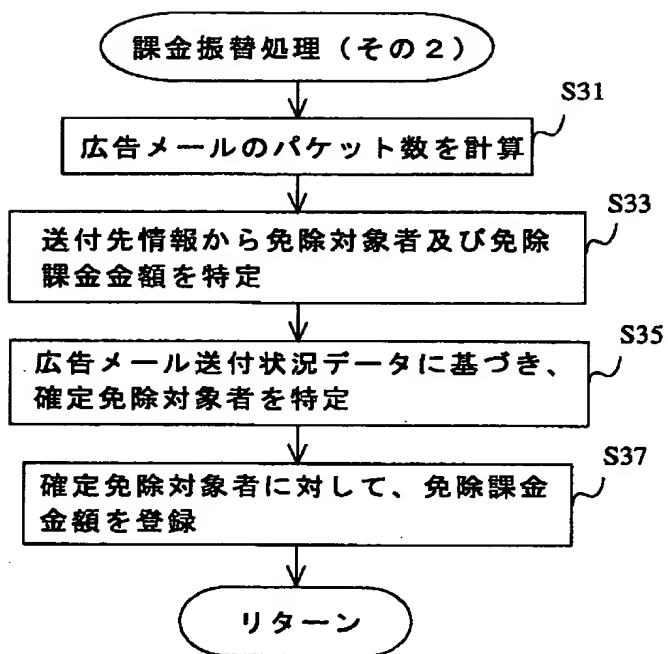 課金振替処理（その２）
S31
広告メールのパケット数を計算
S33
送付先情報から免除対象者及び免除
課金金額を特定
S35
広告メール送付状況データに基づき、
確定免除対象者を特定
S37
確定免除対象者に対して、免除課金
金額を登録
リターン